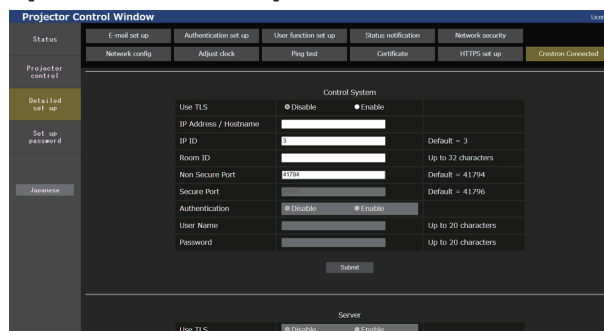 Projector Control Window
Licen
Status
E-mail set up
Authentication set up
User function set up
Status notification
Network security
Network config
Adjust clock
Ping test
Certificate
HTTPS set up
Crestron Connected
Projector
control
Detailed
set up
Set up
password
Japanese
Control System
Use TLS
Disable
Enable
IP Address / Hostname
IP ID
3
Default = 3
Room ID
Up to 32 characters
Non Secure Port
41794
Default = 41794
Secure Port
Default = 41796
Authentication
Disable
Enable
User Name
Up to 20 characters
Password
Up to 20 characters
Submit
Server
Use TLS
Disable
Enable